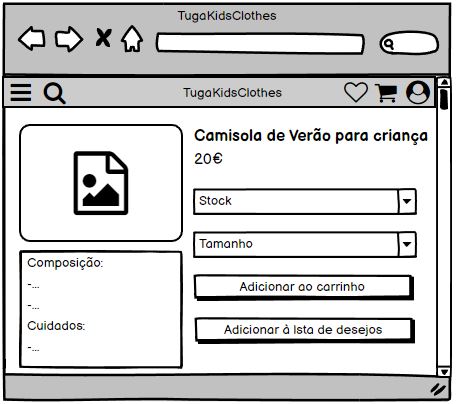 TugaKidsClothes
TugaKidsClothes
Camisola de Verão para criança
20€
Stock
Tamanho
Adicionar ao carrinho
Adicionar à lsta de desejos
Composição:
-...
-...
Cuidados:
-...